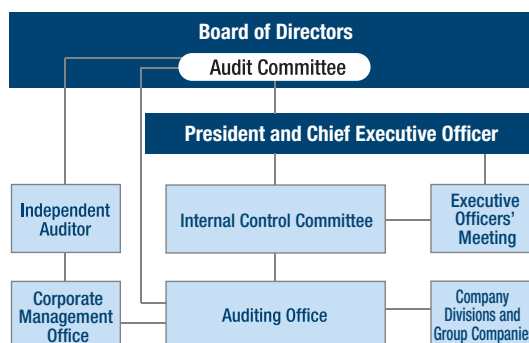 Board of Directors
Audit Committee
President and Chief Executive Officer
Independent
Auditor
Internal Control Committee
Executive
Officers'
Meeting
Corporate
Management
Office
Auditing Office
Company
Divisions and
Group Companie